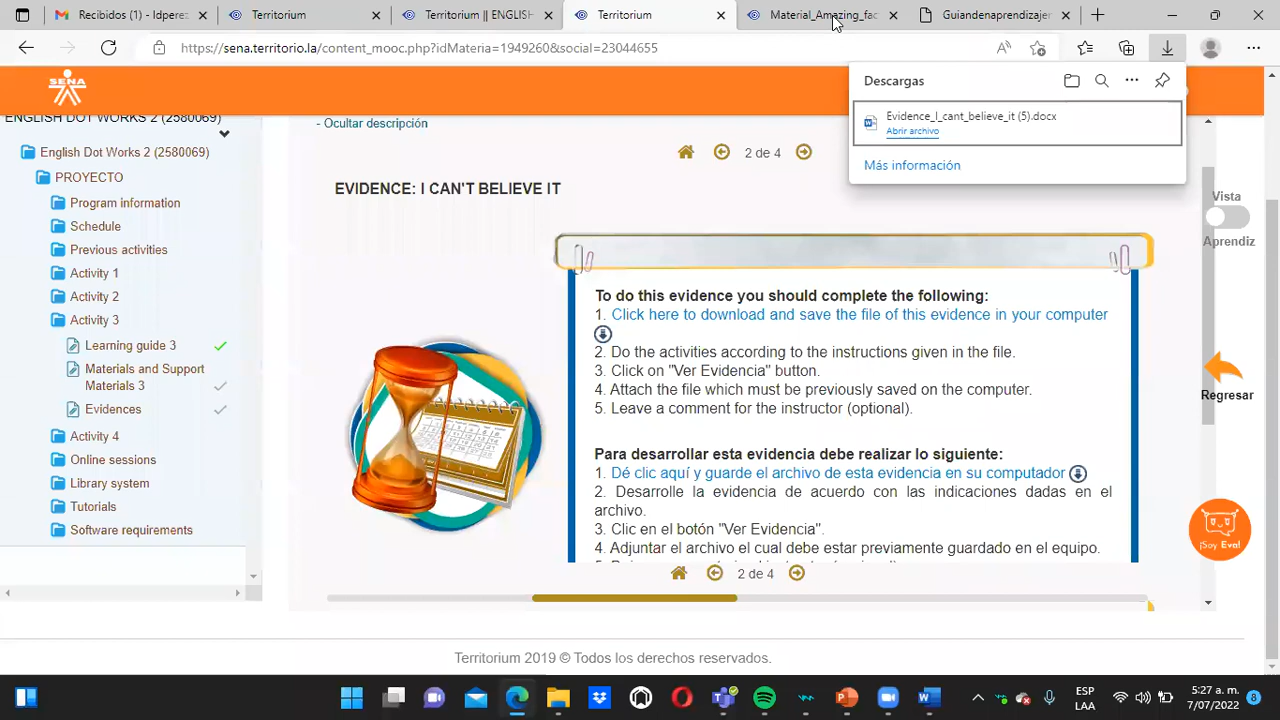 Recibidos (1) - ldperez
Territorium
Territorium || ENGLISH
Territorium
Material_Amazing_fac
Guiandenaprendizajer
https://sena.territorio.la/content_mooc.php?idMateria=1949260&social=23044655
SENA
Descargas
Evidence_I_cant_believe_it (5).docx
Abrir archivo
Más información
ENGLISH DOT WORKS 2 (2580069)
English Dot Works 2 (2580069)
PROYECTO
Program information
Schedule
Previous activities
Activity 1
Activity 2
Activity 3
Learning guide 3
Materials and Support
Materials 3
Evidences
Activity 4
Online sessions
Library system
Tutorials
Software requirements
- Ocultar descripción
2 de 4
EVIDENCE: I CAN'T BELIEVE IT
To do this evidence you should complete the following:
1. Click here to download and save the file of this evidence in your computer
2. Do the activities according to the instructions given in the file.
3. Click on "Ver Evidencia" button.
4. Attach the file which must be previously saved on the computer.
5. Leave a comment for the instructor (optional).
Para desarrollar esta evidencia debe realizar lo siguiente:
1. Dé clic aquí y guarde el archivo de esta evidencia en su computador
2. Desarrolle la evidencia de acuerdo con las indicaciones dadas en el
archivo.
3. Clic en el botón "Ver Evidencia".
4. Adjuntar el archivo el cual debe estar previamente guardado en el equipo.
2 de 4
Vista
Aprendiz
Regresar
¡Soy Eva!
Territorium 2019 © Todos los derechos reservados.
ESP
LAA
5:27 a. m.
7/07/2022
8